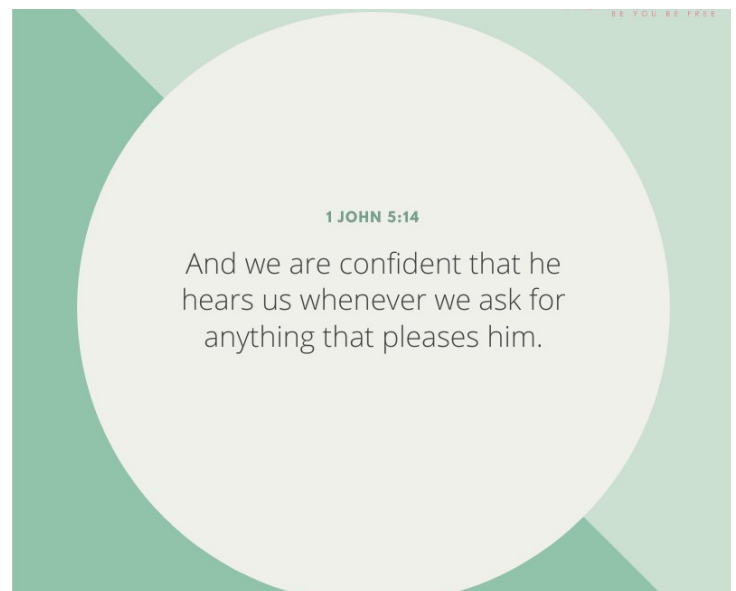 BE YOU BE FREE
1 JOHN 5:14
And we are confident that he
hears us whenever we ask for
anything that pleases him.